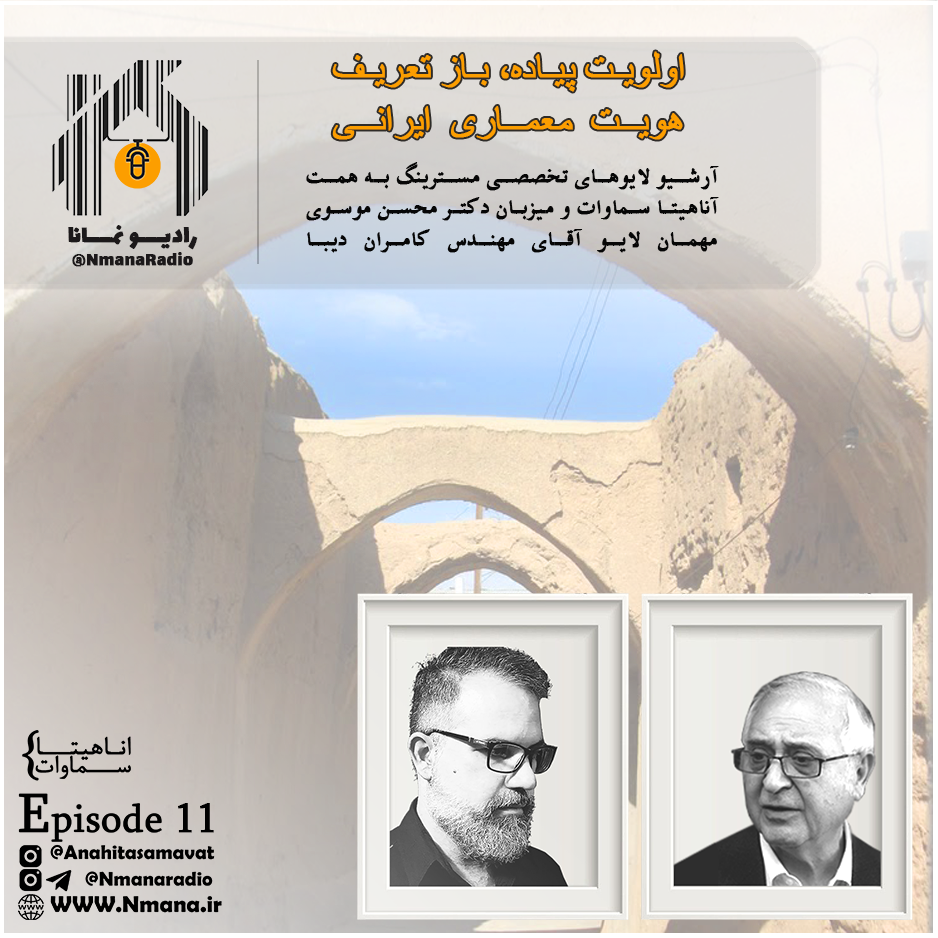 اولویت پیاده، باز تعریف
هویت معماری ایرانی
آرشیو لایوهای تخصصی مسترینگ به همت
آناهیتا سماوات و میزبان دکتر محسن موسوی
مهمان لایو آقای مهندس کامران دیبا
رادیو نمانا
@NmanaRadio
اناهیتا
سماوات
Episode 11
@Anahitasamavat
@Nmanaradio
WWW.Nmana.ir